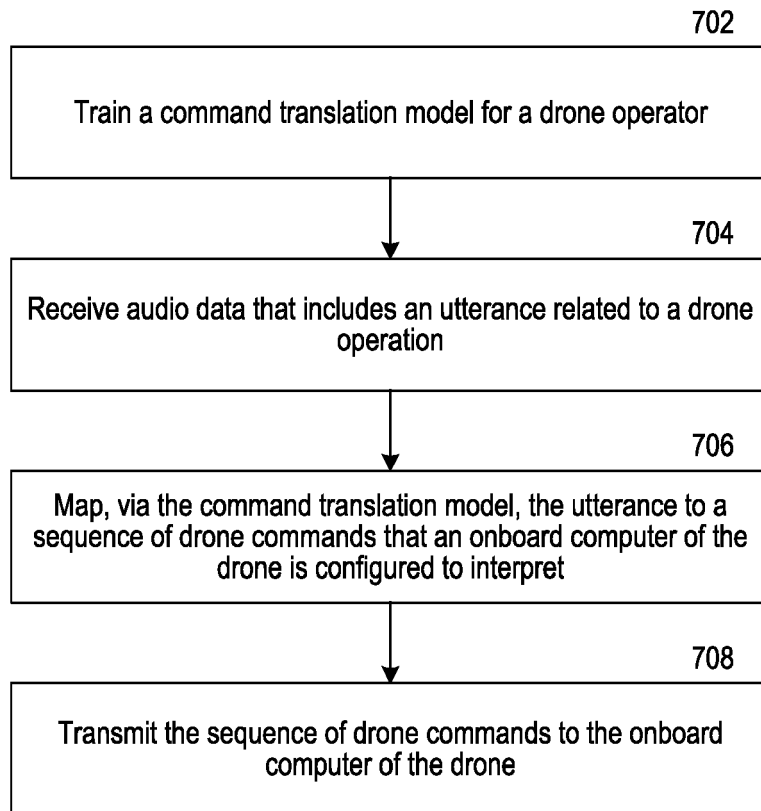 702
Train a command translation model for a drone operator
704
Receive audio data that includes an utterance related to a drone
operation
706
Map, via the command translation model, the utterance to a
sequence of drone commands that an onboard computer of the
drone is configured to interpret
708
Transmit the sequence of drone commands to the onboard
computer of the drone